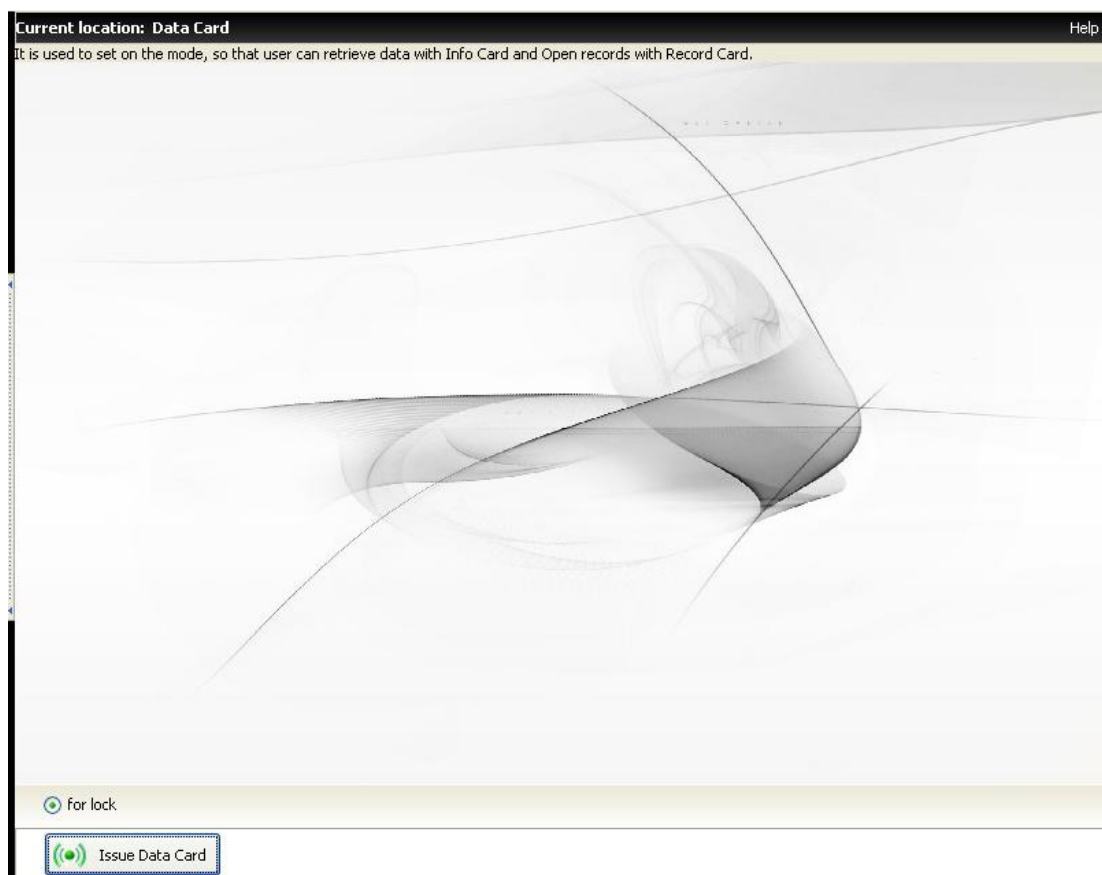 Current location: Data Card Help
It is used to set on the mode, so that user can retrieve data with Info Card and Open records with Record Card.
for lock
Issue Data Card